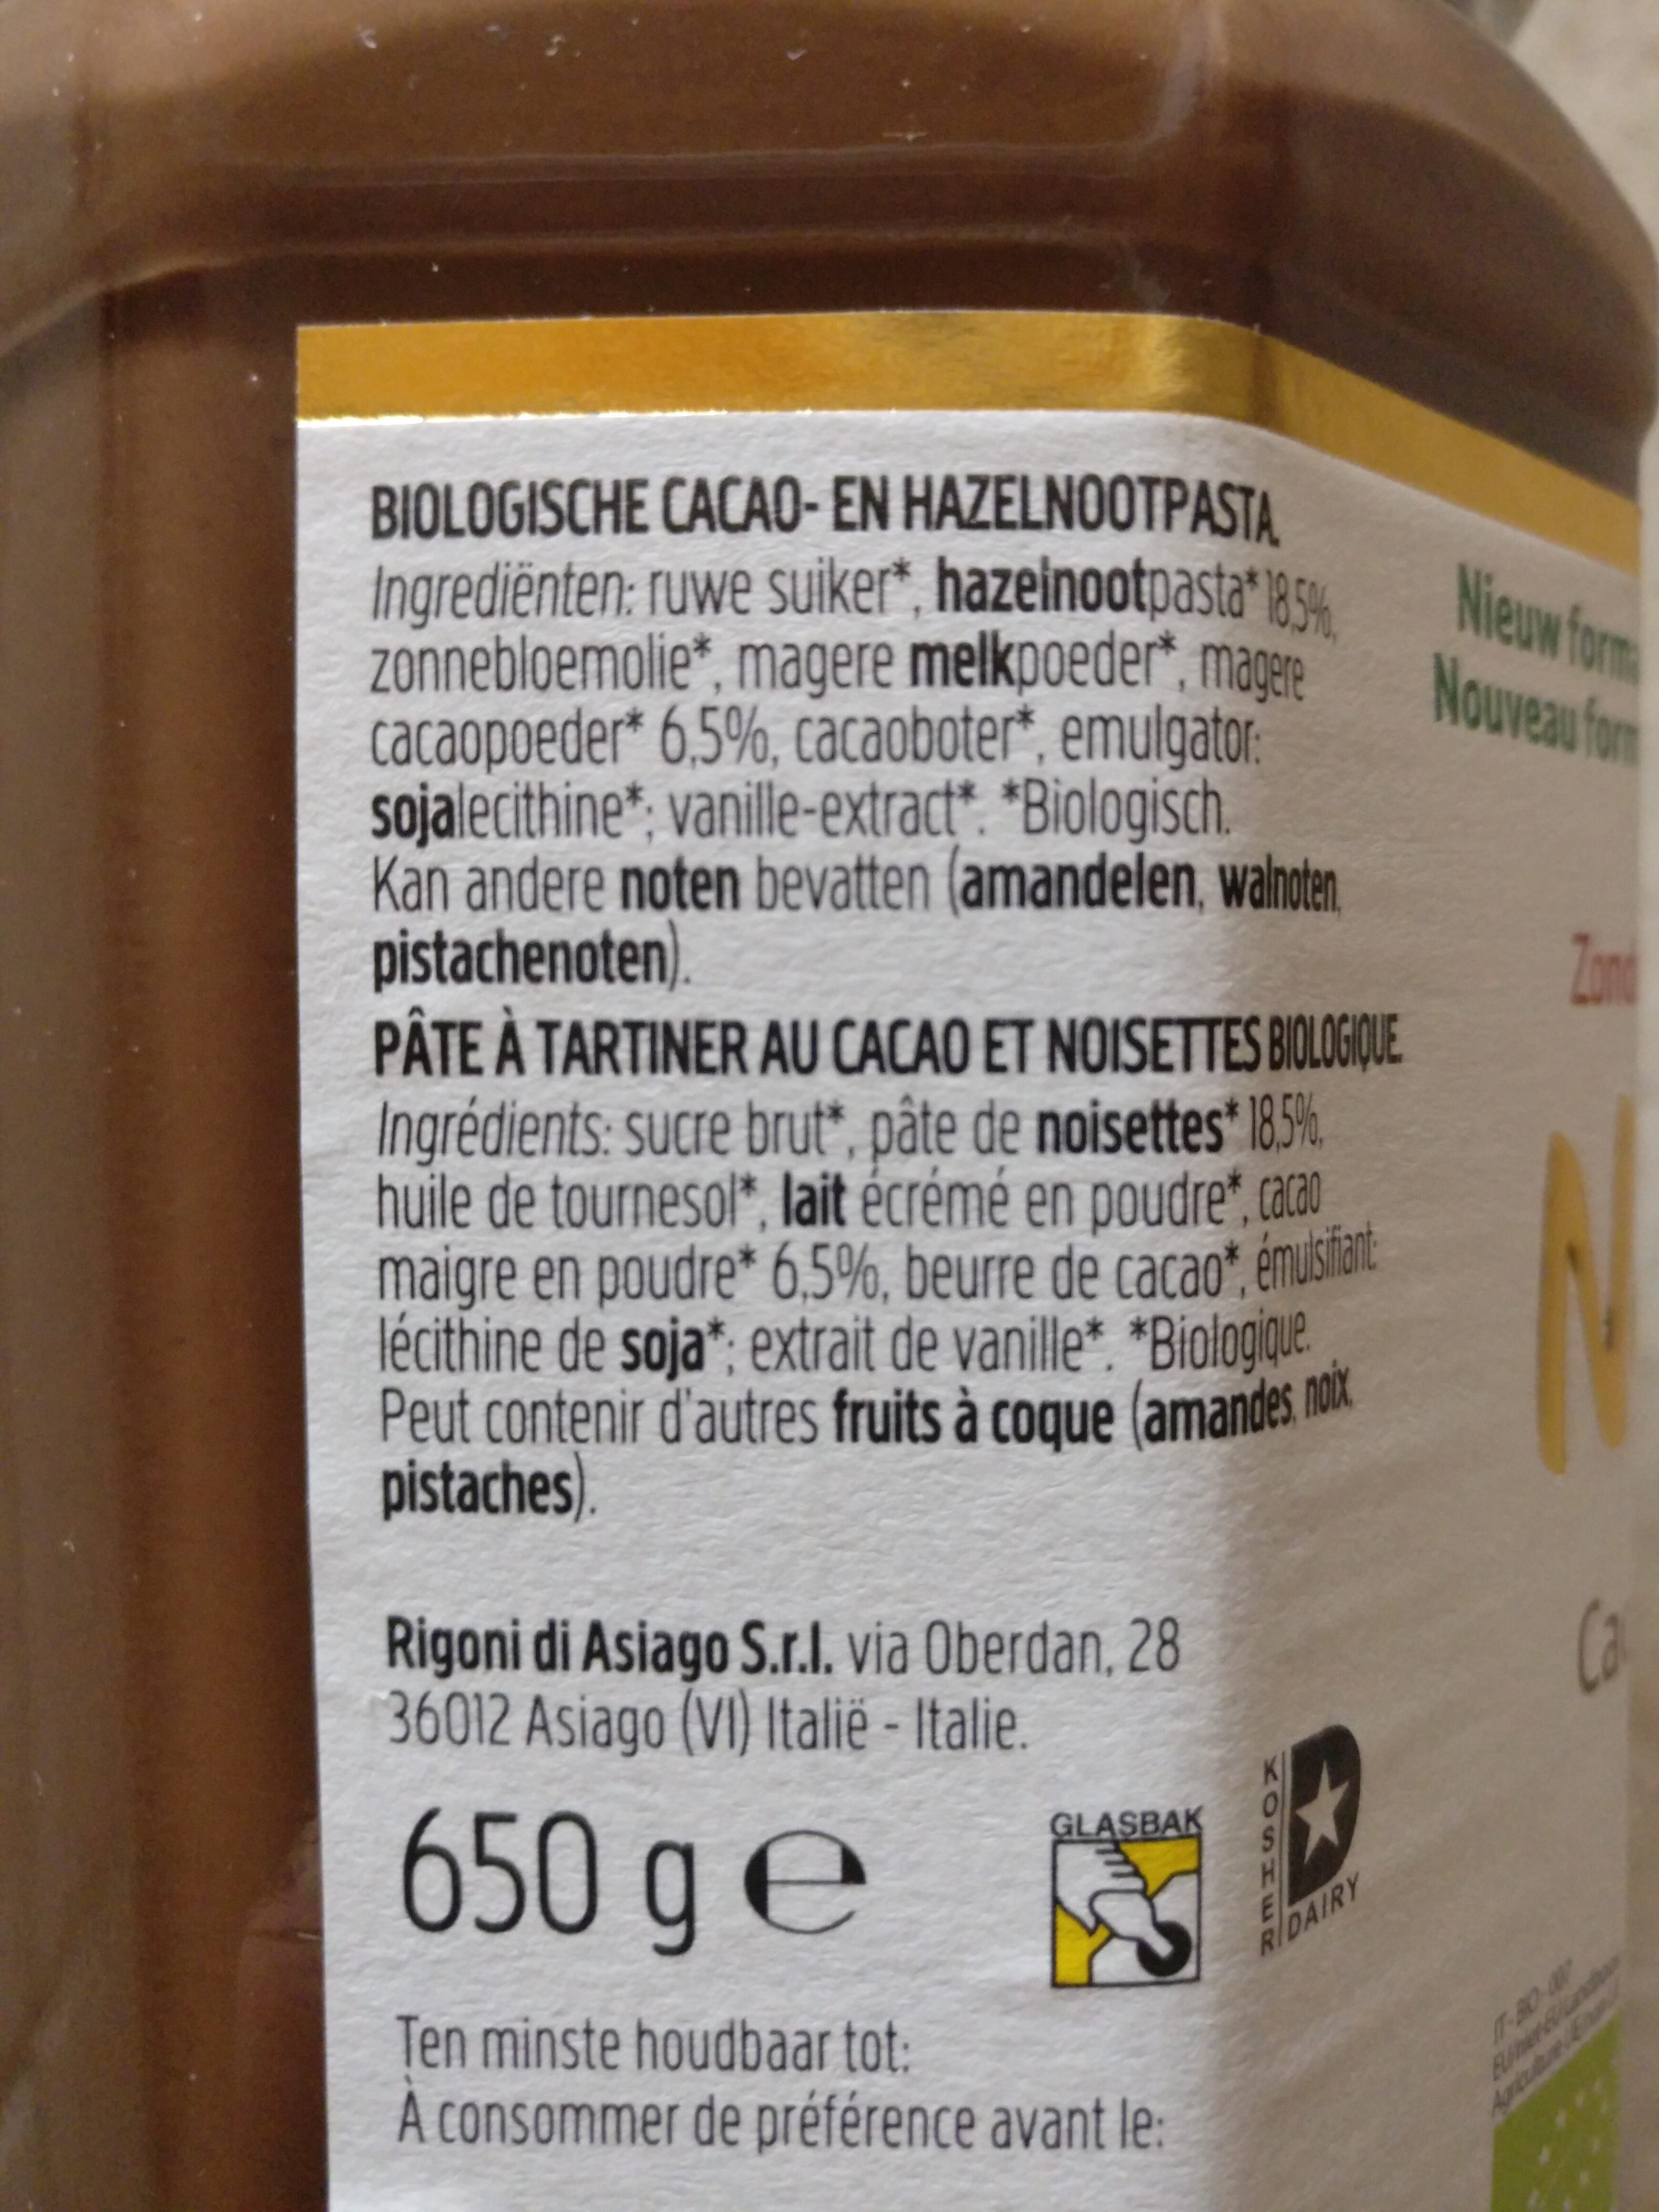 BIOLOGISCHE CACAO- EN HAZELNOOTPASTA.
Ingrediënten: ruwe suiker*, hazelnootpasta* 18,5%,
zonnebloemolie*, magere melkpoeder*, magere
cacaopoeder* 6,5%, cacaoboter*, emulgator:
sojalecithine*; vanille-extract*. *Biologisch.
Kan andere noten bevatten (amandelen, walnoten,
pistachenoten).
PÂTE À TARTINER AU CACAO ET NOISETTES BIOLOGIQUE.
Ingrédients: sucre brut*, pâte de noisettes* 18,5%,
huile de tournesol*, lait écrémé en poudre*, cacao
maigre en poudre* 6,5%, beurre de cacao*, émulsifiant:
lécithine de soja*; extrait de vanille*. *Biologique.
Peut contenir d'autres fruits à coque (amandes, noix,
pistaches).
Rigoni di Asiago S.r.l. via Oberdan, 28
36012 Asiago (VI) Italië - Italie.
650 g e
GLASBAK
KOSHER
D
DAIRY
Ten minste houdbaar tot:
À consommer de préférence avant le:
Nieuw form
Nouveau form
Zond
N
Ca
IT-BIO-007